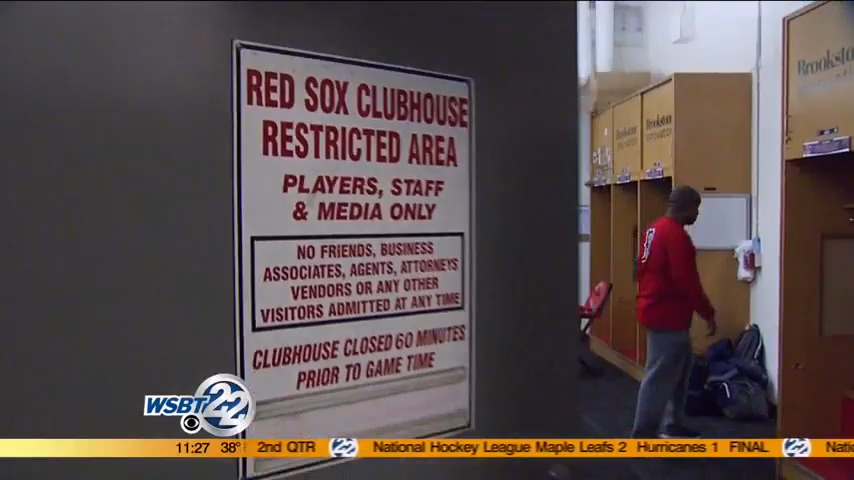 RED SOX CLUBHOUSE
RESTRICTED AREA
PLAYERS, STAFF
& MEDIA ONLY
NO FRIENDS, BUSINESS
ASSOCIATES, AGENTS, ATTORNEYS
VENDORS OR ANY OTHER
VISITORS ADMITTED AT ANY TIME
CLUBHOUSE CLOSED 60 MINUTES
PRIOR TO GAME TIME
Brookstone
Brookstone
WSBT 22
11:27 38° 2nd QTR 22 National Hockey League Maple Leafs 2 Hurricanes 1 FINAL 22